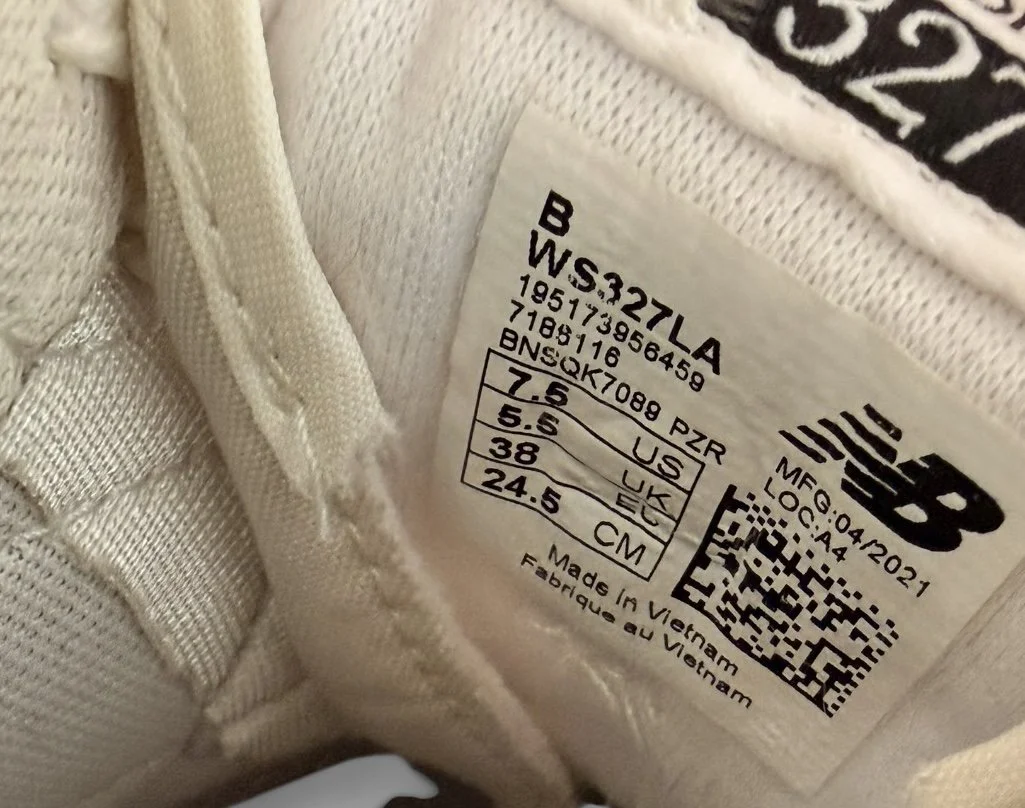 327
B
WS327LA
195173956459
7186116
BNSQK7089 PZR
7.5 US
5.5 UK
38 EU
24.5 CM
MFG:04/2021
LOC:A4
Made in Vietnam
Fabrique au Vietnam